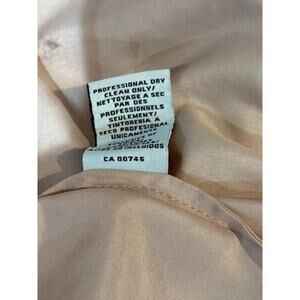 PROFESSIONAL DRY
CLEAN ONLY/
NETTOYAGE A SEC
PAR DES
PROFESSIONNELS
SEULEMENT/
TINTORERIA A
SECO PROFESIONAL
UNICAMENTE
CA 00745